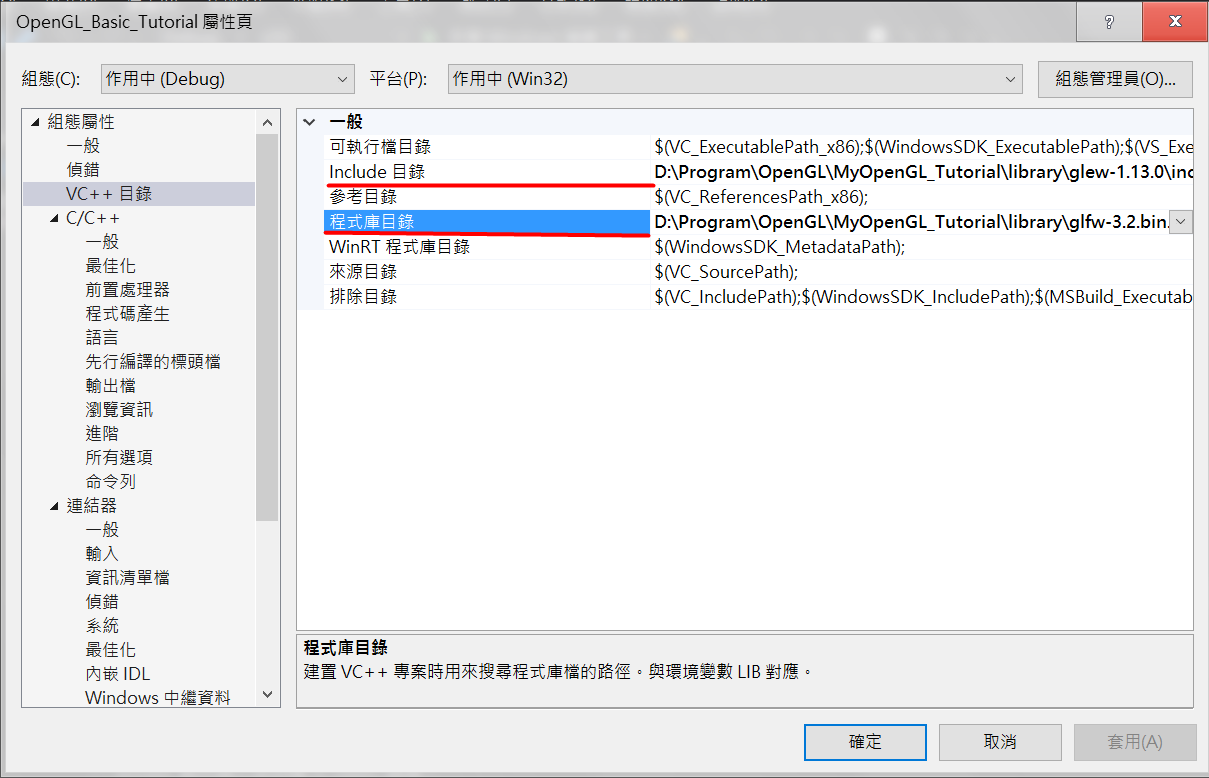 OpenGL_Basic_Tutorial 屬性頁
?
組態(C): 作用中 (Debug) 平台(P): 作用中 (Win32) 組態管理員(O)...
組態屬性
一般
偵錯
VC++ 目錄
C/C++
一般
最佳化
前置處理器
程式碼產生
語言
先行編譯的標頭檔
輸出檔
瀏覽資訊
進階
所有選項
命令列
連結器
一般
輸入
資訊清單檔
偵錯
系統
最佳化
內嵌 IDL
Windows 中繼資料
一般
可執行檔目錄 $(VC_ExecutablePath_x86);$(WindowsSDK_ExecutablePath);$(VS_Exe
Include 目錄 D:\Program\OpenGL\MyOpenGL_Tutorial\library\glew-1.13.0\inc
參考目錄 $(VC_ReferencesPath_x86);
程式庫目錄 D:\Program\OpenGL\MyOpenGL_Tutorial\library\glfw-3.2.bin.
WinRT 程式庫目錄 $(WindowsSDK_MetadataPath);
來源目錄 $(VC_SourcePath);
排除目錄 $(VC_IncludePath);$(WindowsSDK_IncludePath);$(MSBuild_Executab
程式庫目錄
建置 VC++ 專案時用來搜尋程式庫檔的路徑。與環境變數 LIB 對應。
確定 取消 套用(A)